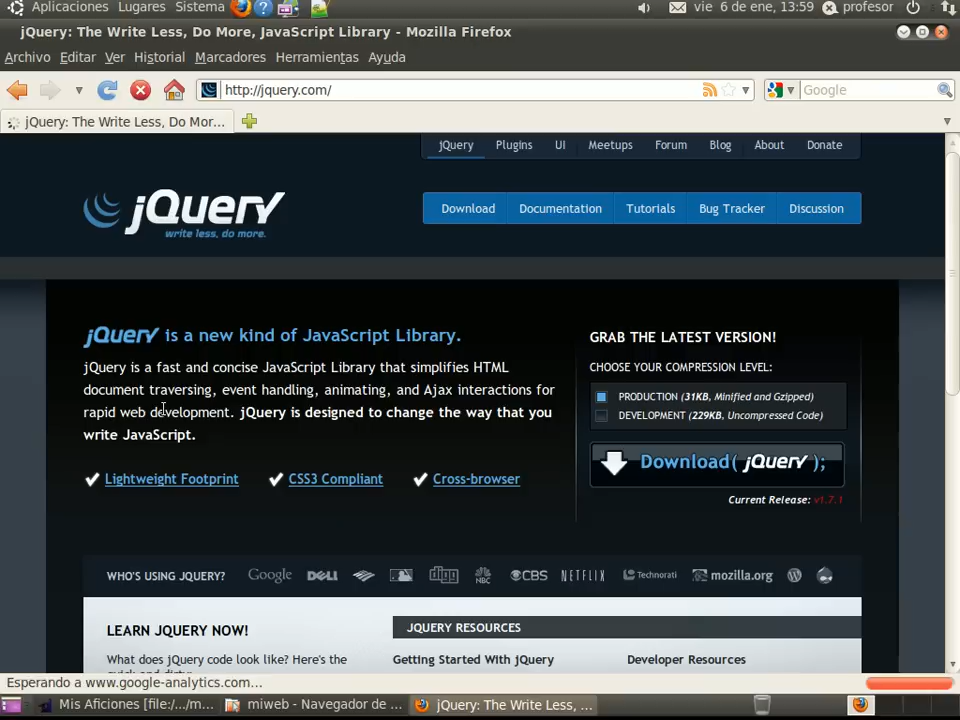 Aplicaciones Lugares Sistema vie 6 de ene, 13:59 profesor
jQuery: The Write Less, Do More, JavaScript Library - Mozilla Firefox
Archivo Editar Ver Historial Marcadores Herramientas Ayuda
http://jquery.com/ Google
jQuery: The Write Less, Do Mor...
jQuery Plugins UI Meetups Forum Blog About Donate
jQuery
write less, do more.
Download Documentation Tutorials Bug Tracker Discussion
jQuery is a new kind of JavaScript Library.
jQuery is a fast and concise JavaScript Library that simplifies HTML
document traversing, event handling, animating, and Ajax interactions for
rapid web development. jQuery is designed to change the way that you
write JavaScript.
Lightweight Footprint CSS3 Compliant Cross-browser
GRAB THE LATEST VERSION!
CHOOSE YOUR COMPRESSION LEVEL:
PRODUCTION (31KB, Minified and Gzipped)
DEVELOPMENT (229KB, Uncompressed Code)
Download( jQuery );
Current Release: v1.7.1
WHO'S USING JQUERY? Google DELL NBC CBS NETFLIX Technorati mozilla.org
LEARN JQUERY NOW!
What does jQuery code look like? Here's the
quick and dirty
JQUERY RESOURCES
Getting Started With jQuery Developer Resources
Esperando a www.google-analytics.com...
Mis Aficiones [file:/.../m... miweb - Navegador de ... jQuery: The Write Less, ...